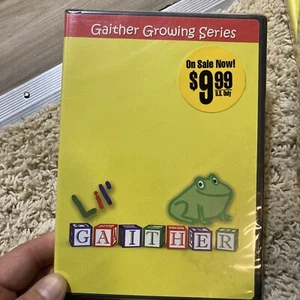 Gaither Growing Series
On Sale Now!
$9.99
U.S. Only
Lil'
GAITHER